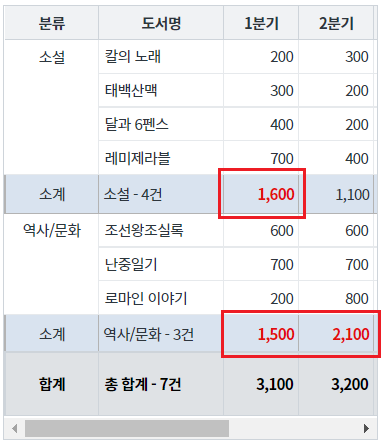 분류 도서명 1분기 2분기
소설 칼의 노래 200 300
태백산맥 300 200
달과 6펜스 400 200
레미제라블 700 400
소계 소설 - 4건 1,600 1,100
역사/문화 조선왕조실록 600 600
난중일기 700 700
로마인 이야기 200 800
소계 역사/문화 - 3건 1,500 2,100
합계 총 합계 - 7건 3,100 3,200